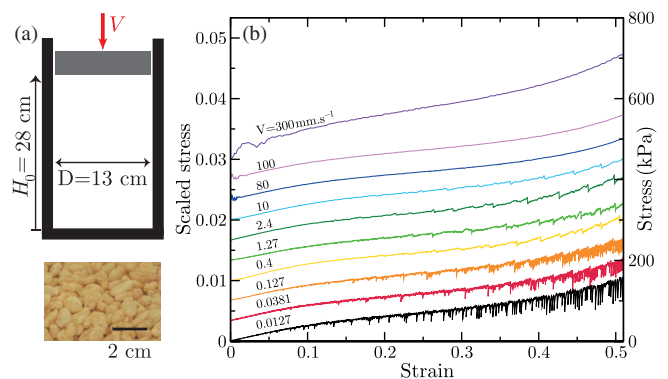 (a)
V
H₀= 28 cm
D=13 cm
2 cm
(b)
Scaled stress
0.05
0.04
0.03
0.02
0.01
0
V=300mm.s⁻¹
100
80
10
2.4
1.27
0.4
0.127
0.0381
0.0127
0
0.1
0.2
0.3
0.4
0.5
Strain
800
600
400
200
0
Stress (kPa)